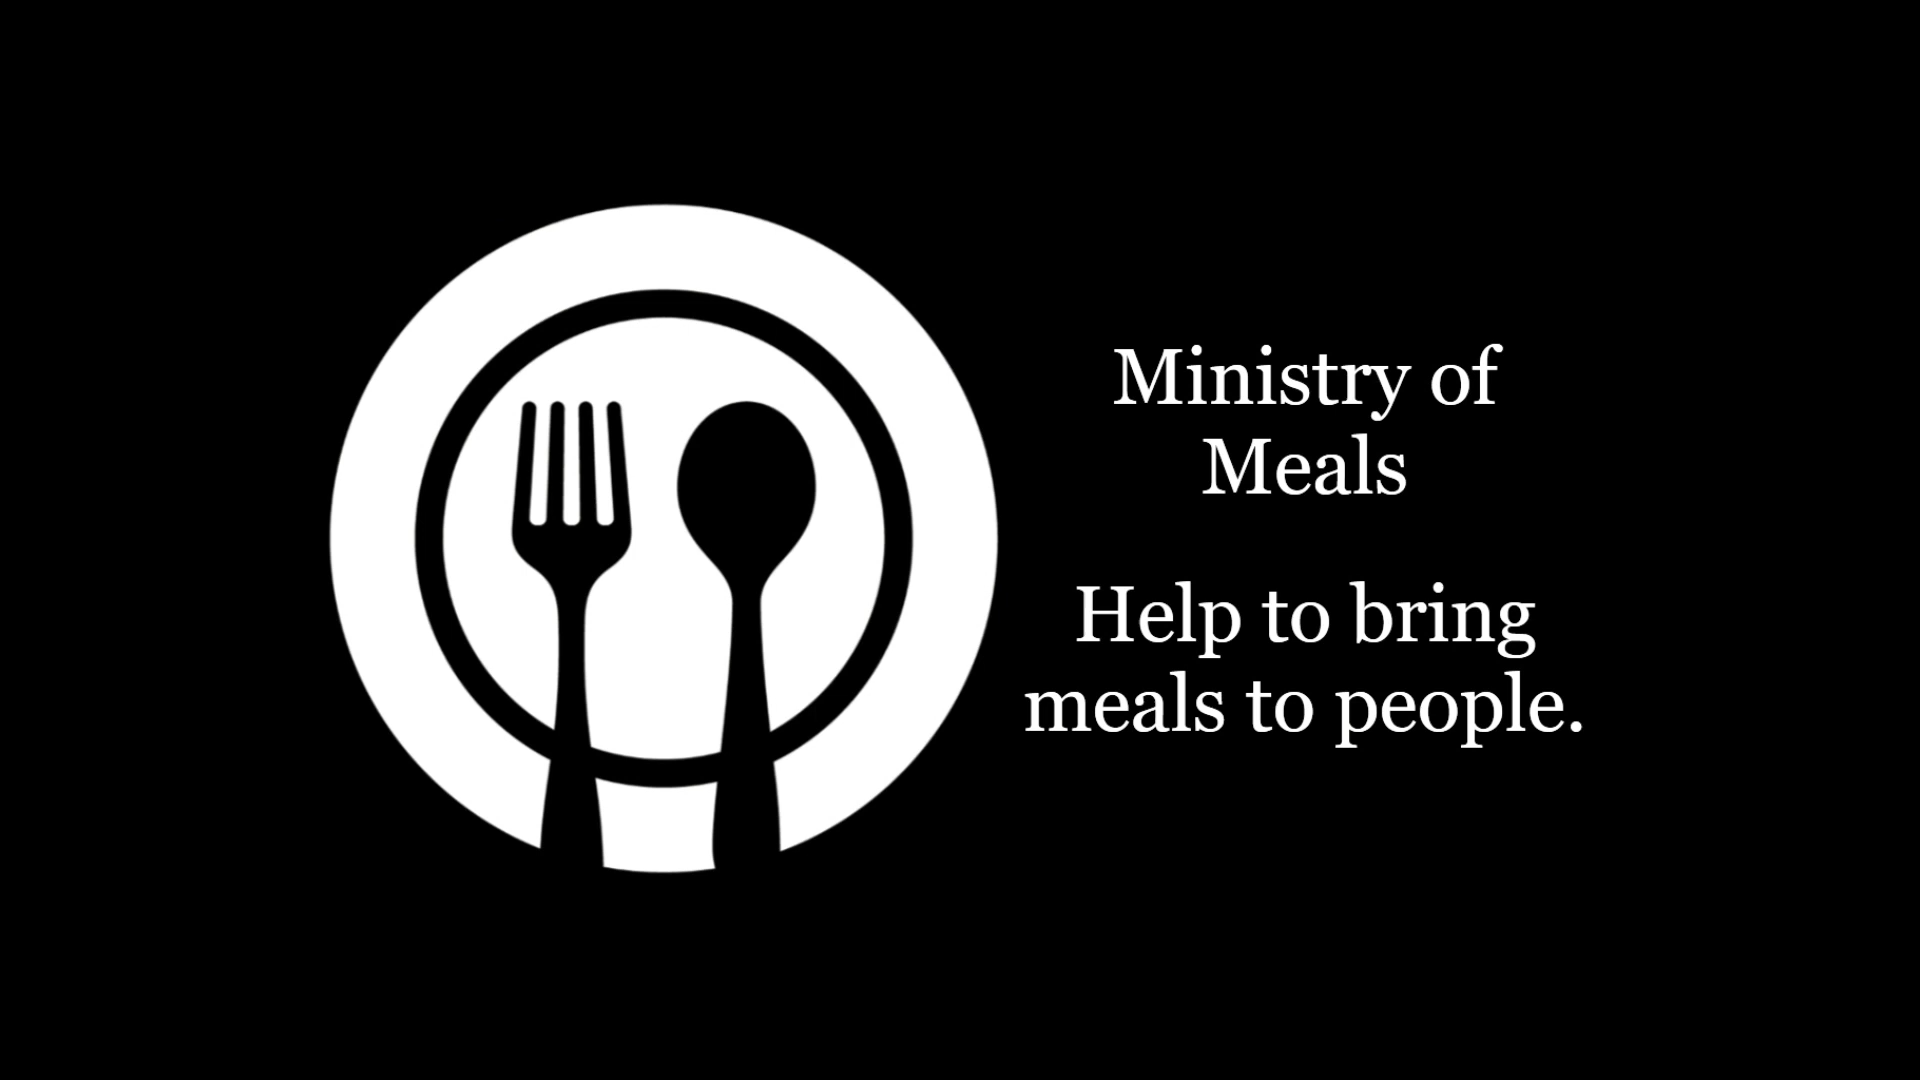 Ministry of
Meals
Help to bring
meals to people.